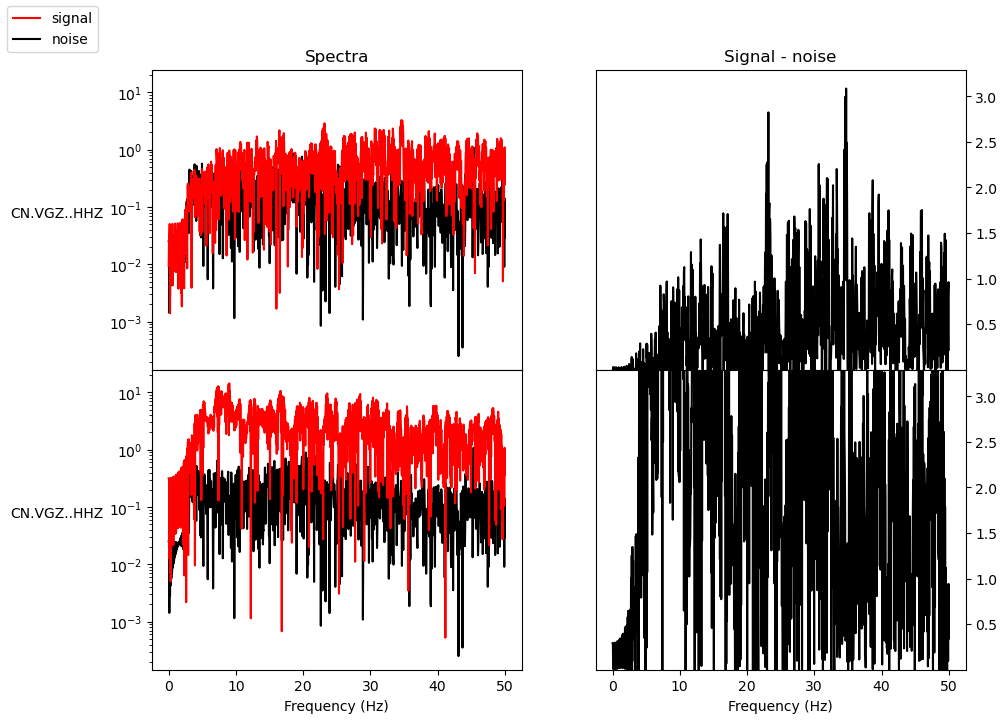 signal
noise
Spectra
Signal - noise
10¹
10⁰
10⁻¹
10⁻²
10⁻³
CN.VGZ..HHZ
3.0
2.5
2.0
1.5
1.0
0.5
10¹
10⁰
10⁻¹
10⁻²
10⁻³
CN.VGZ..HHZ
3.0
2.5
2.0
1.5
1.0
0.5
0 10 20 30 40 50
Frequency (Hz)
0 10 20 30 40 50
Frequency (Hz)